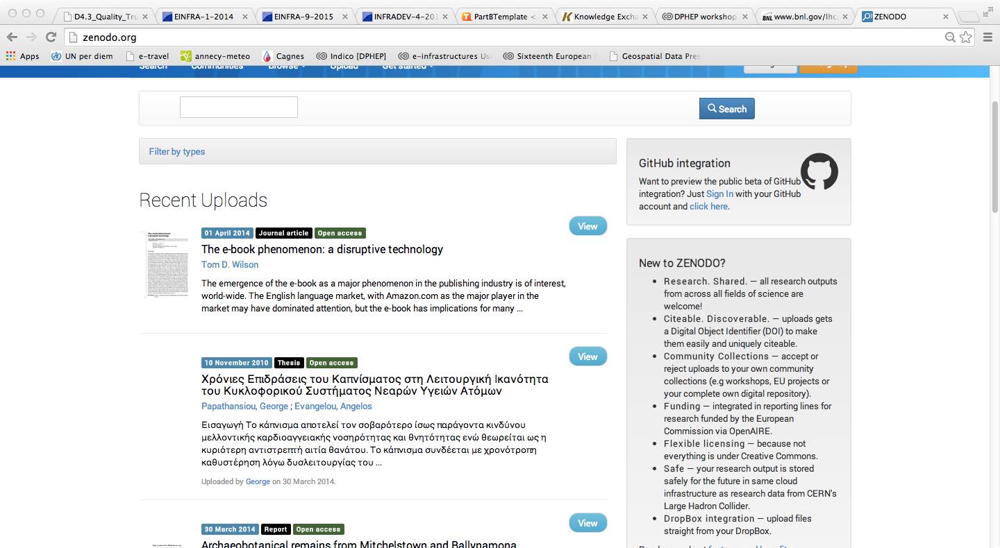 D4.3_Quality_Tru
EINFRA-1-2014
EINFRA-9-2015
INFRADEV-4-20
PartBTemplate <
Knowledge Excha
DPHEP workshop
BNL www.bnl.gov/lhc
ZENODO
zenodo.org
Apps
UN per diem
e-travel
annecy-meteo
Cagnes
Indico [DPHEP]
e-infrastructures Us
Sixteenth European
Geospatial Data Pres
Search
Communities
Browse
Upload
Get started
Search
Filter by types
Recent Uploads
View
01 April 2014 Journal article Open access
The e-book phenomenon: a disruptive technology
Tom D. Wilson
The emergence of the e-book as a major phenomenon in the publishing industry is of interest,
world-wide. The English language market, with Amazon.com as the major player in the
market may have dominated attention, but the e-book has implications for many ...
View
10 November 2010 Thesis Open access
Χρόνιες Επιδράσεις του Καπνίσματος στη Λειτουργική Ικανότητα
του Κυκλοφορικού Συστήματος Νεαρών Υγειών Ατόμων
Papathansiou, George ; Evangelou, Angelos
Εισαγωγή Το κάπνισμα αποτελεί τον σοβαρότερο ίσως παράγοντα κινδύνου
μελλοντικής καρδιοαγγειακής νοσηρότητας και θνητότητας ενώ θεωρείται ως η
κυριότερη αντιστρεπτή αιτία θανάτου. Το κάπνισμα συνδέεται με χρονότροπη
καθυστέρηση λόγω δυσλειτουργίας του ...
Uploaded by George on 30 March 2014.
View
30 March 2014 Report Open access
Archaeobotanical remains from Mitchelstown and Ballynamona
GitHub integration
Want to preview the public beta of GitHub
integration? Just Sign In with your GitHub
account and click here.
New to ZENODO?
Research. Shared. — all research outputs
from across all fields of science are
welcome!
Citeable. Discoverable. — uploads gets
a Digital Object Identifier (DOI) to make
them easily and uniquely citeable.
Community Collections — accept or
reject uploads to your own community
collections (e.g workshops, EU projects or
your complete own digital repository).
Funding — integrated in reporting lines for
research funded by the European
Commission via OpenAIRE.
Flexible licensing — because not
everything is under Creative Commons.
Safe — your research output is stored
safely for the future in same cloud
infrastructure as research data from CERN's
Large Hadron Collider.
DropBox integration — upload files
straight from your DropBox.